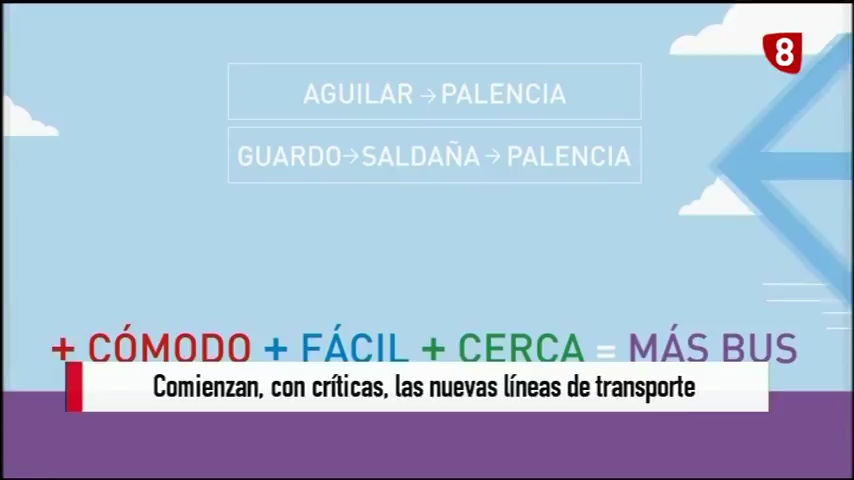 8
AGUILAR → PALENCIA
GUARDO→SALDAÑA → PALENCIA
+ CÓMODO + FÁCIL + CERCA = MÁS BUS
Comienzan, con críticas, las nuevas líneas de transporte